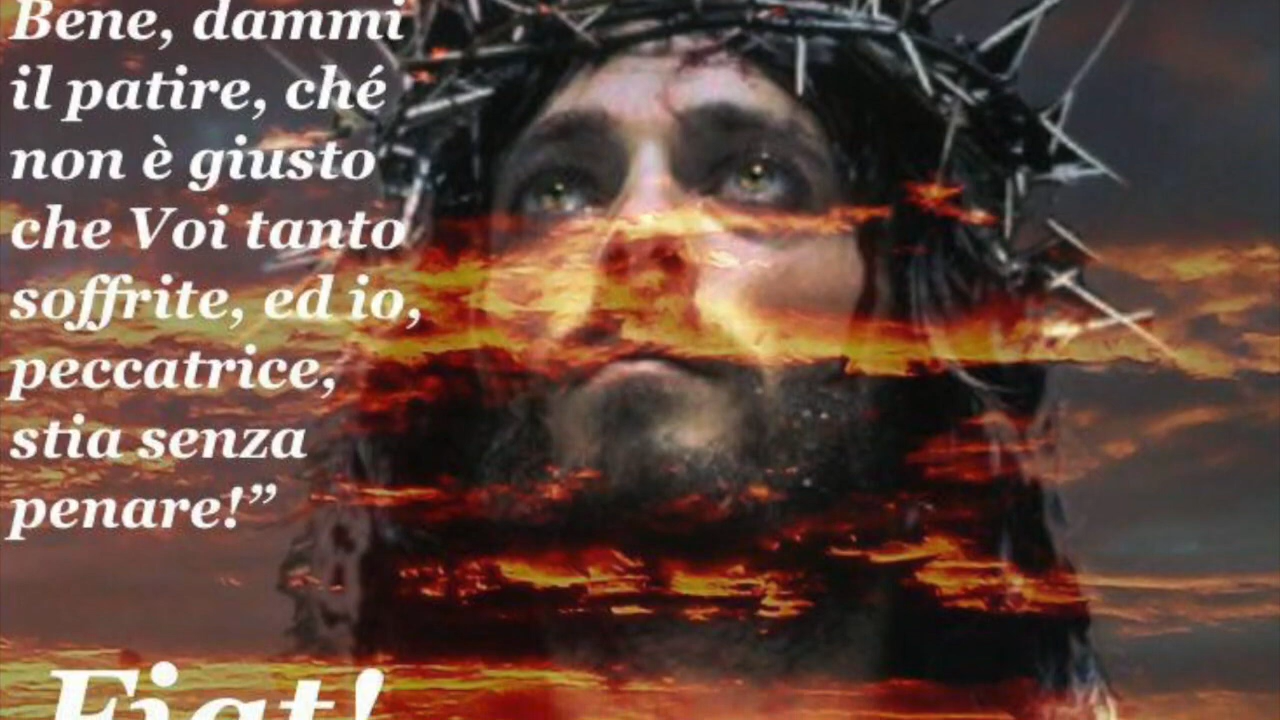 Bene, dammi
il patire, ché
non è giusto
che Voi tanto
soffrite, ed io,
peccatrice,
stia senza
penare!”
Fiat!